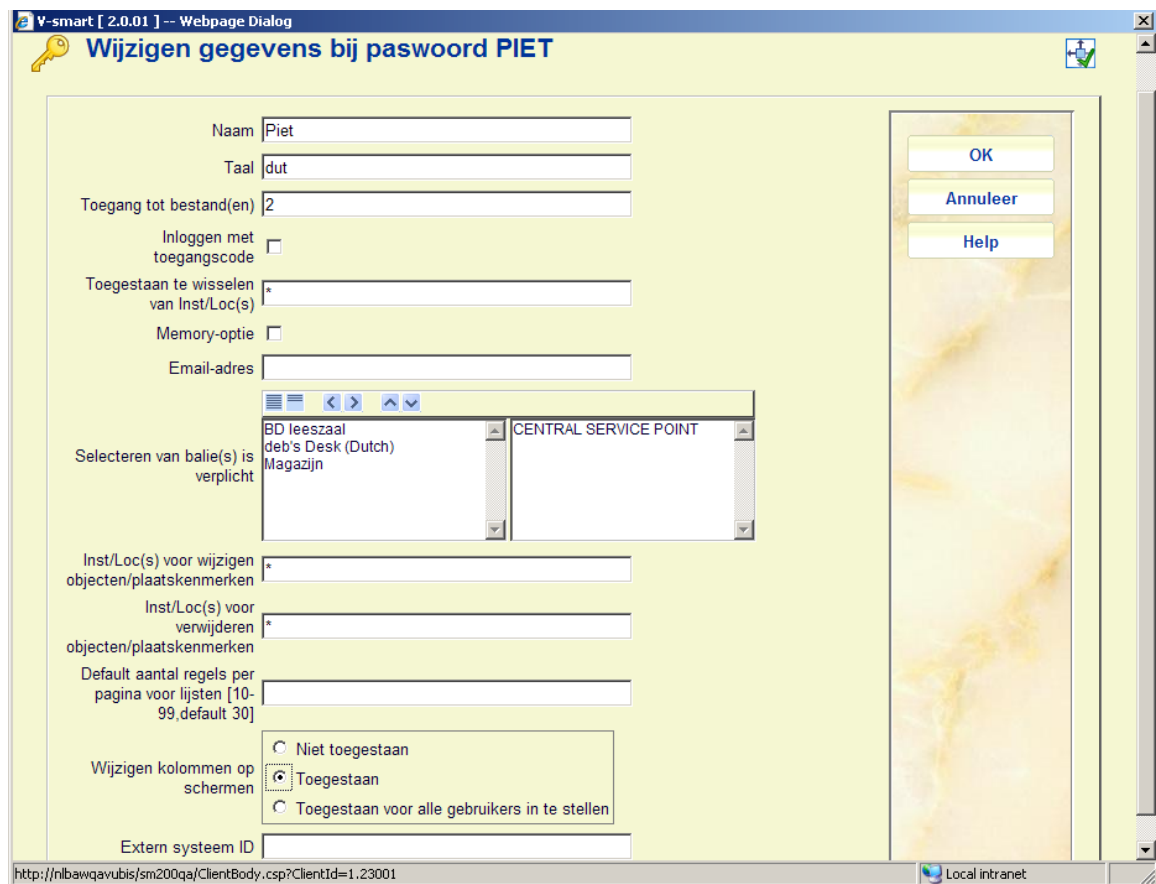 V-smart [ 2.0.01 ] -- Webpage Dialog
Wijzigen gegevens bij paswoord PIET
Naam Piet
Taal dut
Toegang tot bestand(en) 2
Inloggen met
toegangscode
Toegestaan te wisselen
van Inst/Loc(s) *
Memory-optie
Email-adres
Selecteren van balie(s) is
verplicht
BD leeszaal
deb's Desk (Dutch)
Magazijn
CENTRAL SERVICE POINT
Inst/Loc(s) voor wijzigen
objecten/plaatskenmerken *
Inst/Loc(s) voor
verwijderen
objecten/plaatskenmerken *
Default aantal regels per
pagina voor lijsten [10-
99,default 30]
Wijzigen kolommen op
schermen
Niet toegestaan
Toegestaan
Toegestaan voor alle gebruikers in te stellen
Extern systeem ID
OK
Annuleer
Help
http://nlbawqavubis/sm200qa/ClientBody.csp?ClientId=1.23001
Local intranet